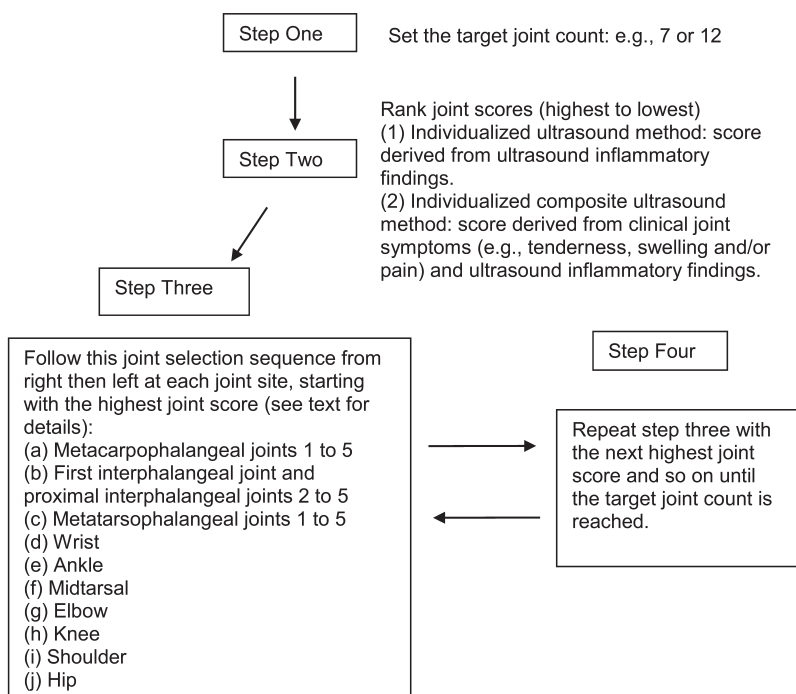 Step One
Set the target joint count: e.g., 7 or 12
Step Two
Rank joint scores (highest to lowest)
(1) Individualized ultrasound method: score
derived from ultrasound inflammatory
findings.
(2) Individualized composite ultrasound
method: score derived from clinical joint
symptoms (e.g., tenderness, swelling and/or
pain) and ultrasound inflammatory findings.
Step Three
Follow this joint selection sequence from
right then left at each joint site, starting
with the highest joint score (see text for
details):
(a) Metacarpophalangeal joints 1 to 5
(b) First interphalangeal joint and
proximal interphalangeal joints 2 to 5
(c) Metatarsophalangeal joints 1 to 5
(d) Wrist
(e) Ankle
(f) Midtarsal
(g) Elbow
(h) Knee
(i) Shoulder
(j) Hip
Step Four
Repeat step three with
the next highest joint
score and so on until
the target joint count is
reached.